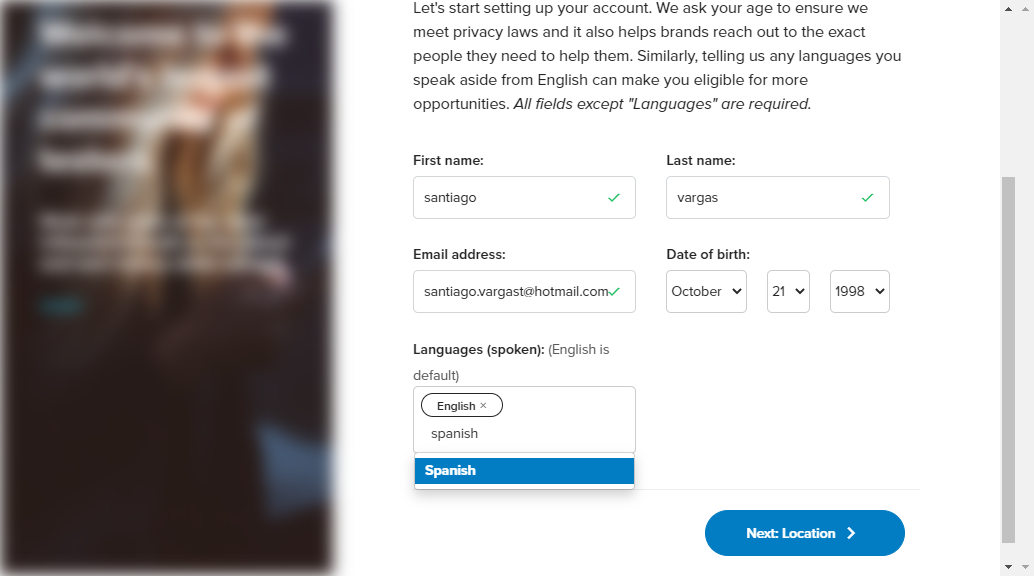 Let's start setting up your account. We ask your age to ensure we
meet privacy laws and it also helps brands reach out to the exact
people they need to help them. Similarly, telling us any languages you
speak aside from English can make you eligible for more
opportunities. All fields except "Languages" are required.
First name:
Last name:
santiago
vargas
Email address:
Date of birth:
santiago.vargast@hotmail.com
October
21
1998
Languages (spoken): (English is
default)
English ×
spanish
Spanish
Next: Location